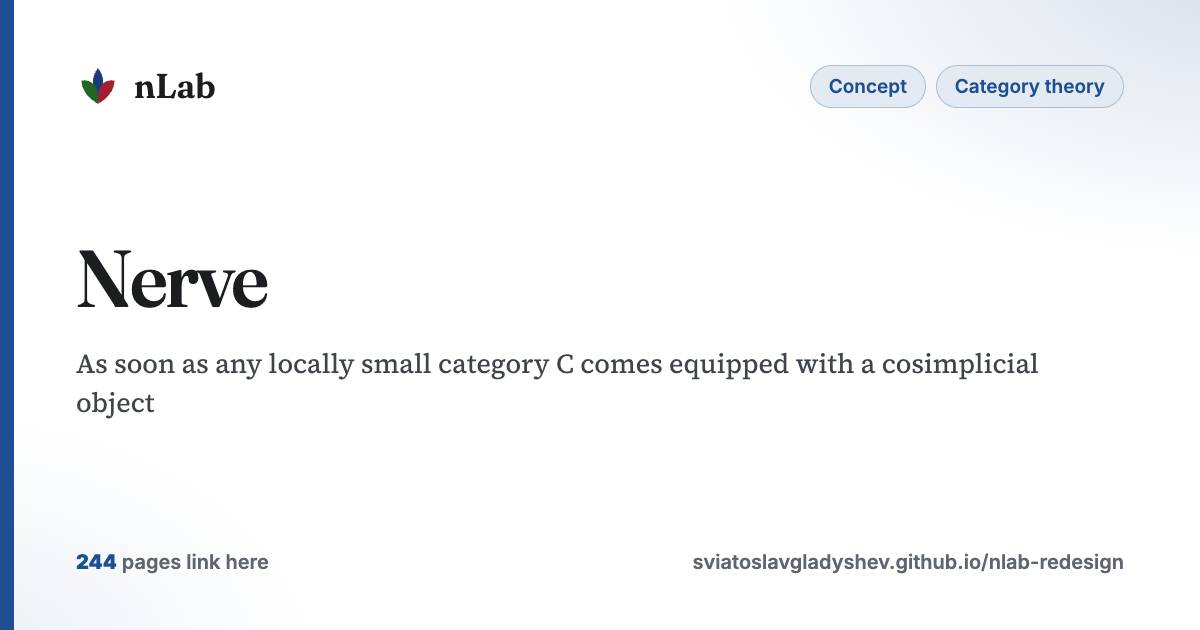 nLab
Concept
Category theory
Nerve
As soon as any locally small category C comes equipped with a cosimplicial
object
244 pages link here
sviatoslavgladyshev.github.io/nlab-redesign